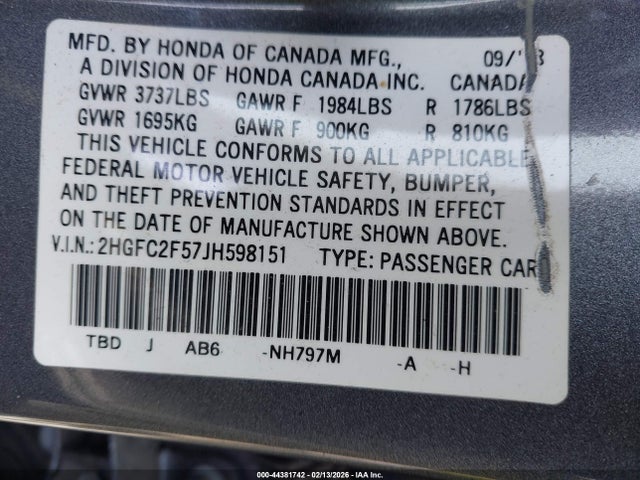 MFD. BY HONDA OF CANADA MFG., 09/
A DIVISION OF HONDA CANADA INC. CANADA
GVWR 3737LBS GAWR F 1984LBS R 1786LBS
GVWR 1695KG GAWR F 900KG R 810KG
THIS VEHICLE CONFORMS TO ALL APPLICABLE
FEDERAL MOTOR VEHICLE SAFETY, BUMPER,
AND THEFT PREVENTION STANDARDS IN EFFECT
ON THE DATE OF MANUFACTURE SHOWN ABOVE.
V.I.N.: 2HGFC2F57JH598151 TYPE: PASSENGER CAR
TBD J AB6 -NH797M -A -H
000-44381742 - 02/13/2026 - IAA Inc.